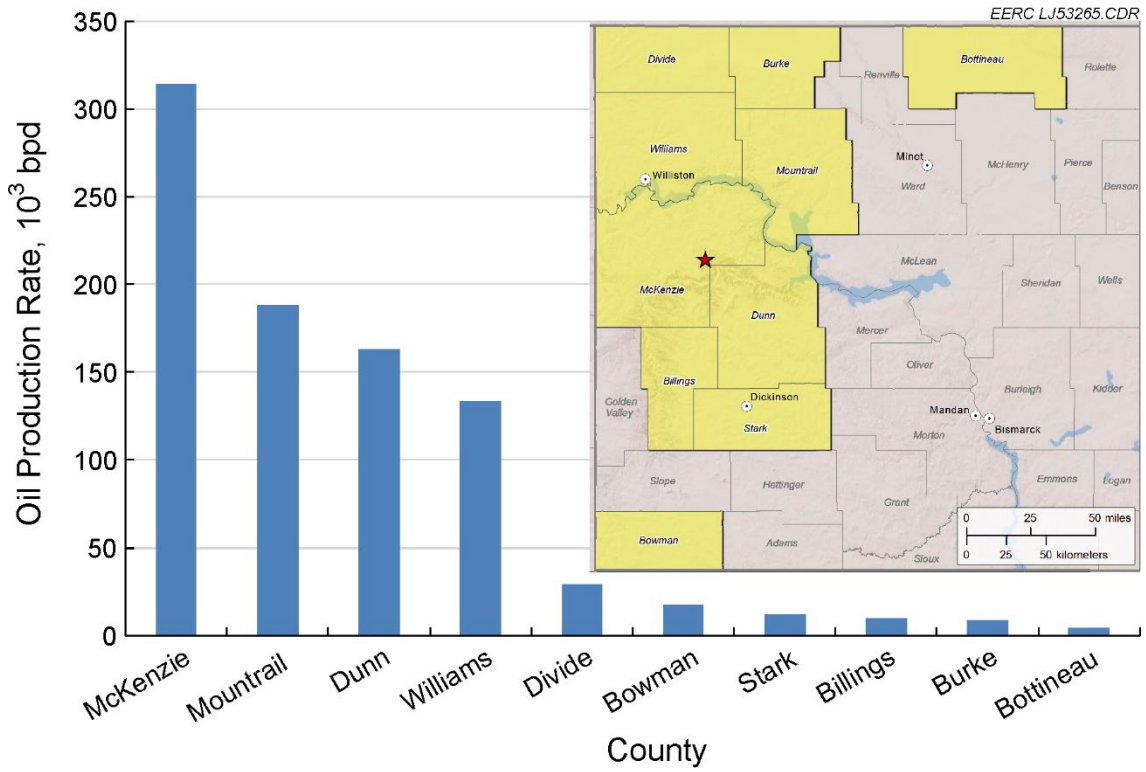 EERC LJ53265.CDR
Oil Production Rate, 10³ bpd
350
300
250
200
150
100
50
0
McKenzie
Mountrail
Dunn
Williams
Divide
Bowman
Stark
Billings
Burke
Bottineau
County
Divide
Burke
Renville
Bottineau
Rolette
Williams
Williston
Mountrail
Minot
Ward
McHenry
Pierce
Benson
McKenzie
Dunn
McLean
Sheridan
Wells
Mercer
Oliver
Billings
Golden
Valley
Dickinson
Stark
Mandan
Bismarck
Burleigh
Kidder
Morton
Slope
Hettinger
Grant
Emmons
Logan
Bowman
Adams
Sioux
0 25 50 miles
0 25 50 kilometers